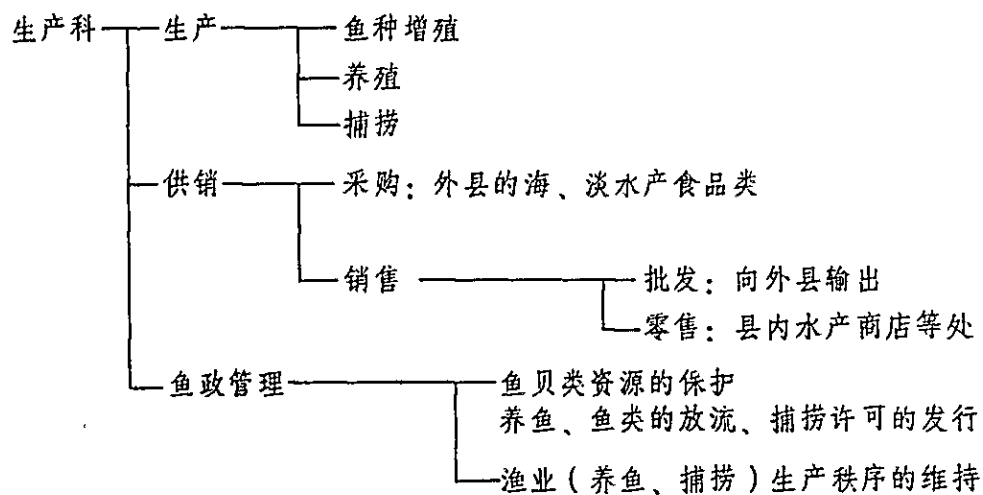 生产科 生产 鱼种增殖
养殖
捕捞
供销 采购：外县的海、淡水产食品类
销售 批发：向外县输出
零售：县内水产商店等处
鱼政管理 鱼贝类资源的保护
养鱼、鱼类的放流、捕捞许可的发行
渔业（养鱼、捕捞）生产秩序的维持